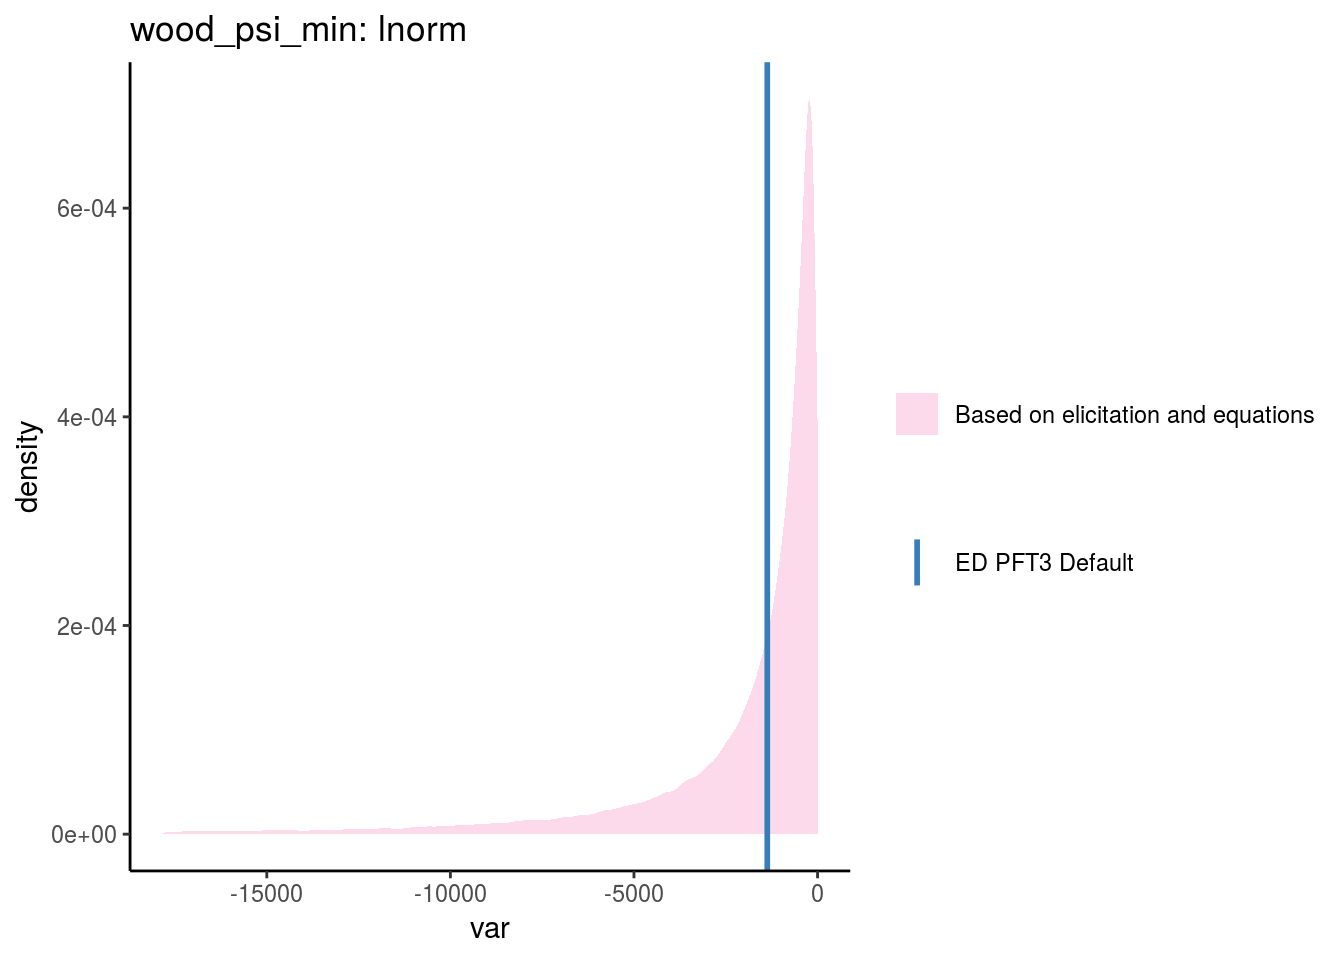 wood_psi_min: lnorm
density
6e-04
4e-04
2e-04
0e+00
-15000
-10000
-5000
0
var
Based on elicitation and equations
ED PFT3 Default